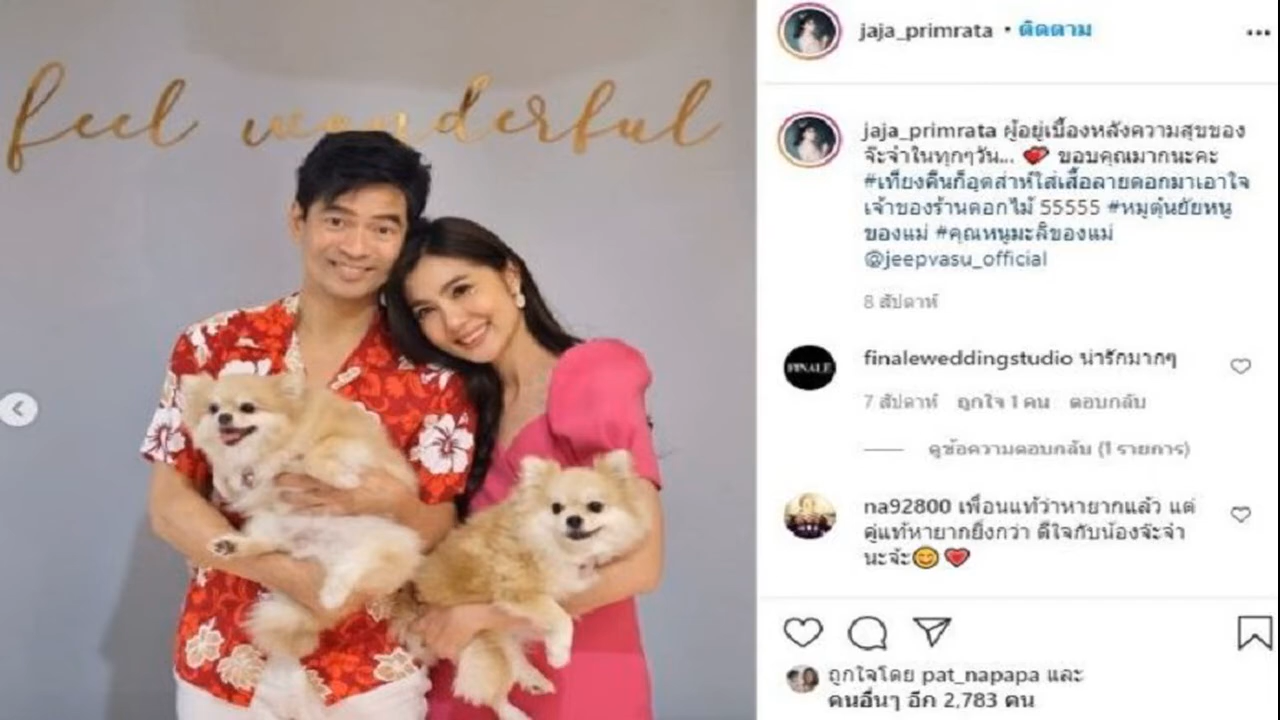 feel wonderful
jaja_primrata • ติดตาม
jaja_primrata ผู้อยู่เบื้องหลังความสุขของ
จ๊ะจ๋าในทุกๆวัน... 💕 ขอบคุณมากนะคะ
#เที่ยงคืนก็อุตส่าห์ใส่เสื้อลายดอกมาเอาใจ
เจ้าของร้านดอกไม้ 55555 #หมูตุ๋นยัยหนู
ของแม่ #คุณหนูมะลิของแม่
@jeepvasu_official
8 สัปดาห์
FINALE
finaleweddingstudio น่ารักมากๆ
7 สัปดาห์ ถูกใจ 1 คน ตอบกลับ
ดูข้อความตอบกลับ (1 รายการ)
na92800 เพื่อนแท้ว่าหายากแล้ว แต่
คู่แท้หายากยิ่งกว่า ดีใจกับน้องจ๊ะจ๋า
นะจ้ะ😊❤️
ถูกใจโดย pat_napapa และ
คนอื่นๆ อีก 2,783 คน